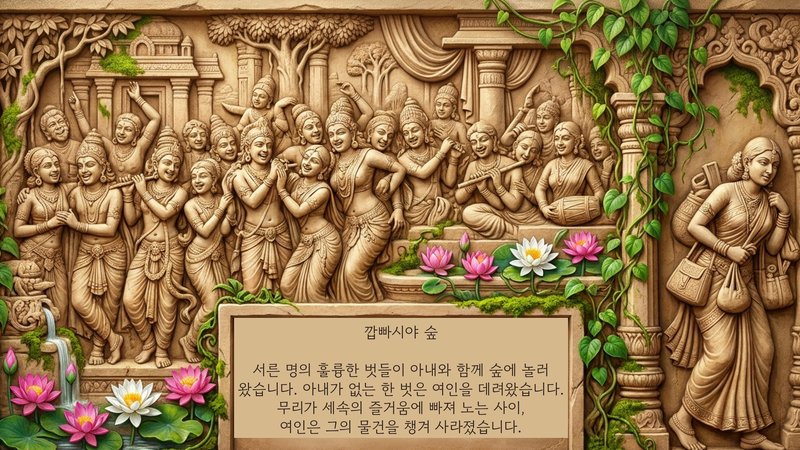 깝빠시야 숲
서른 명의 훌륭한 벗들이 아내와 함께 숲에 놀러
왔습니다. 아내가 없는 한 벗은 여인을 데려왔습니다.
무리가 세속의 즐거움에 빠져 노는 사이,
여인은 그의 물건을 챙겨 사라졌습니다.